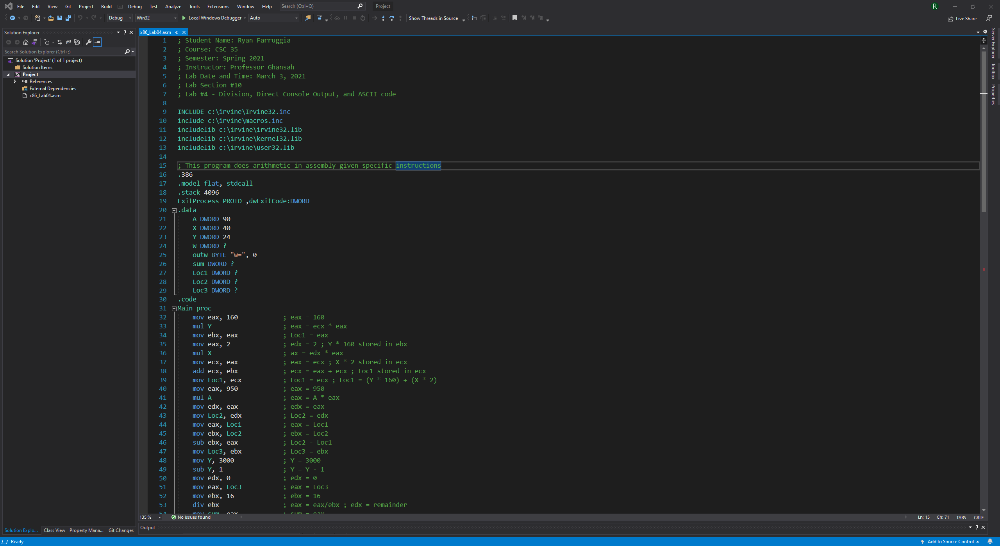 File Edit View Git Project Build Debug Test Analyze Tools Extensions Window Help Search (Ctrl+Q) Project R
Debug Win32 Local Windows Debugger Auto Show Threads in Source Live Share
Solution Explorer
Search Solution Explorer (Ctrl+;)
Solution 'Project' (1 of 1 project)
Solution Items
Project
References
External Dependencies
x86_Lab04.asm
x86_Lab04.asm
1 ; Student Name: Ryan Farruggia
2 ; Course: CSC 35
3 ; Semester: Spring 2021
4 ; Instructor: Professor Ghansah
5 ; Lab Date and Time: March 3, 2021
6 ; Lab Section #10
7 ; Lab #4 - Division, Direct Console Output, and ASCII code
8
9 INCLUDE c:\irvine\Irvine32.inc
10 include c:\irvine\macros.inc
11 includelib c:\irvine\irvine32.lib
12 includelib c:\irvine\kernel32.lib
13 includelib c:\irvine\user32.lib
14
15 ; This program does arithmetic in assembly given specific instructions
16 .386
17 .model flat, stdcall
18 .stack 4096
19 ExitProcess PROTO ,dwExitCode:DWORD
20 .data
21 A DWORD 90
22 X DWORD 40
23 Y DWORD 24
24 W DWORD ?
25 outw BYTE "w=", 0
26 sum DWORD ?
27 Loc1 DWORD ?
28 Loc2 DWORD ?
29 Loc3 DWORD ?
30 .code
31 Main proc
32 mov eax, 160 ; eax = 160
33 mul Y ; eax = ecx * eax
34 mov ebx, eax ; Loc1 = eax
35 mov eax, 2 ; edx = 2 ; Y * 160 stored in ebx
36 mul X ; ax = edx * eax
37 mov ecx, eax ; eax = ecx ; X * 2 stored in ecx
38 add ecx, ebx ; ecx = eax + ecx ; Loc1 stored in ecx
39 mov Loc1, ecx ; Loc1 = ecx ; Loc1 = (Y * 160) + (X * 2)
40 mov eax, 950 ; eax = 950
41 mul A ; eax = A * eax
42 mov edx, eax ; edx = eax
43 mov Loc2, edx ; Loc2 = edx
44 mov eax, Loc1 ; eax = Loc1
45 mov ebx, Loc2 ; ebx = Loc2
46 sub ebx, eax ; Loc2 - Loc1
47 mov Loc3, ebx ; Loc3 = ebx
48 mov Y, 3000 ; Y = 3000
49 sub Y, 1 ; Y = Y - 1
50 mov edx, 0 ; edx = 0
51 mov eax, Loc3 ; eax = Loc3
52 mov ebx, 16 ; ebx = 16
53 div ebx ; eax = eax/ebx ; edx = remainder
54 mov sum, eax ; sum = eax
135 % No issues found Ln: 15 Ch: 71 TABS CRLF
Solution Explo... Class View Property Mana... Git Changes
Output
Ready Add to Source Control
Server Explorer
Toolbox
Properties